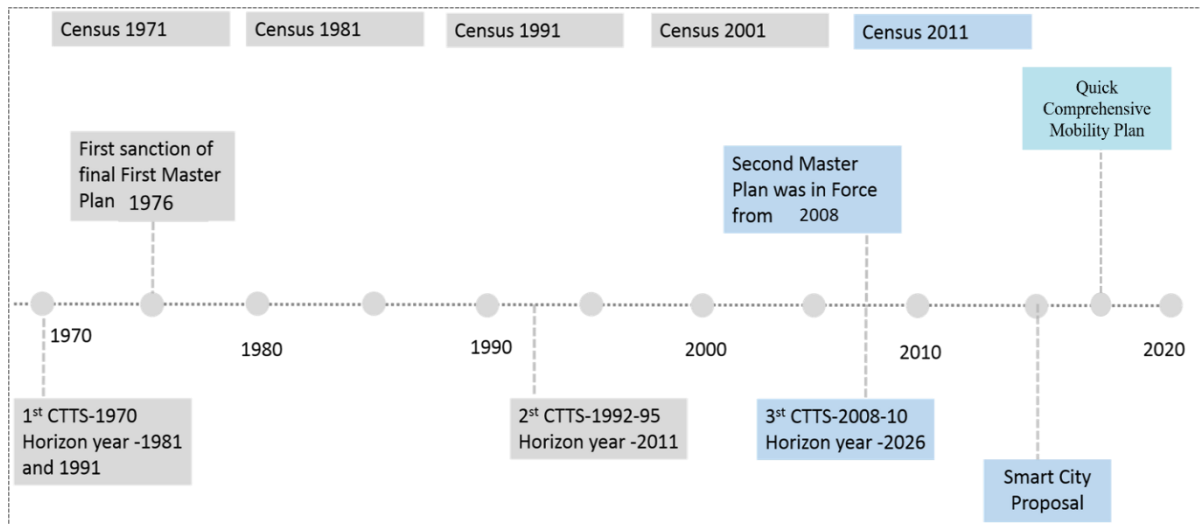 Census 1971
Census 1981
Census 1991
Census 2001
Census 2011
Quick
Comprehensive
Mobility Plan
First sanction of
final First Master
Plan 1976
Second Master
Plan was in Force
from 2008
1970
1980
1990
2000
2010
2020
1st CTTS-1970
Horizon year -1981
and 1991
2st CTTS-1992-95
Horizon year -2011
3st CTTS-2008-10
Horizon year -2026
Smart City
Proposal